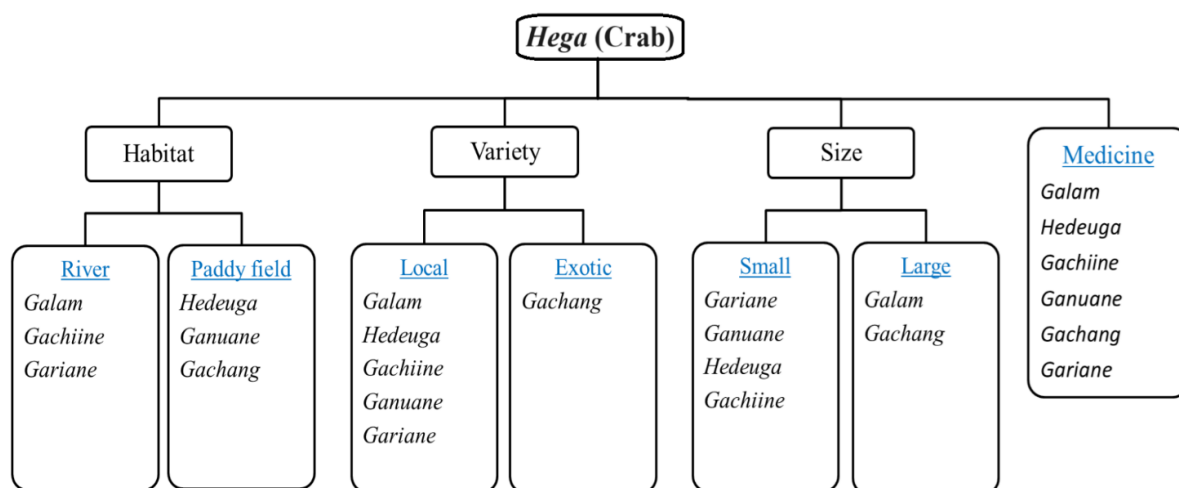 Hega (Crab)
Habitat
Variety
Size
Medicine
Galam
Hedeuga
Gachiine
Ganuane
Gachang
Gariane
River
Galam
Gachiine
Gariane
Paddy field
Hedeuga
Ganuane
Gachang
Local
Galam
Hedeuga
Gachiine
Ganuane
Gariane
Exotic
Gachang
Small
Gariane
Ganuane
Hedeuga
Gachiine
Large
Galam
Gachang